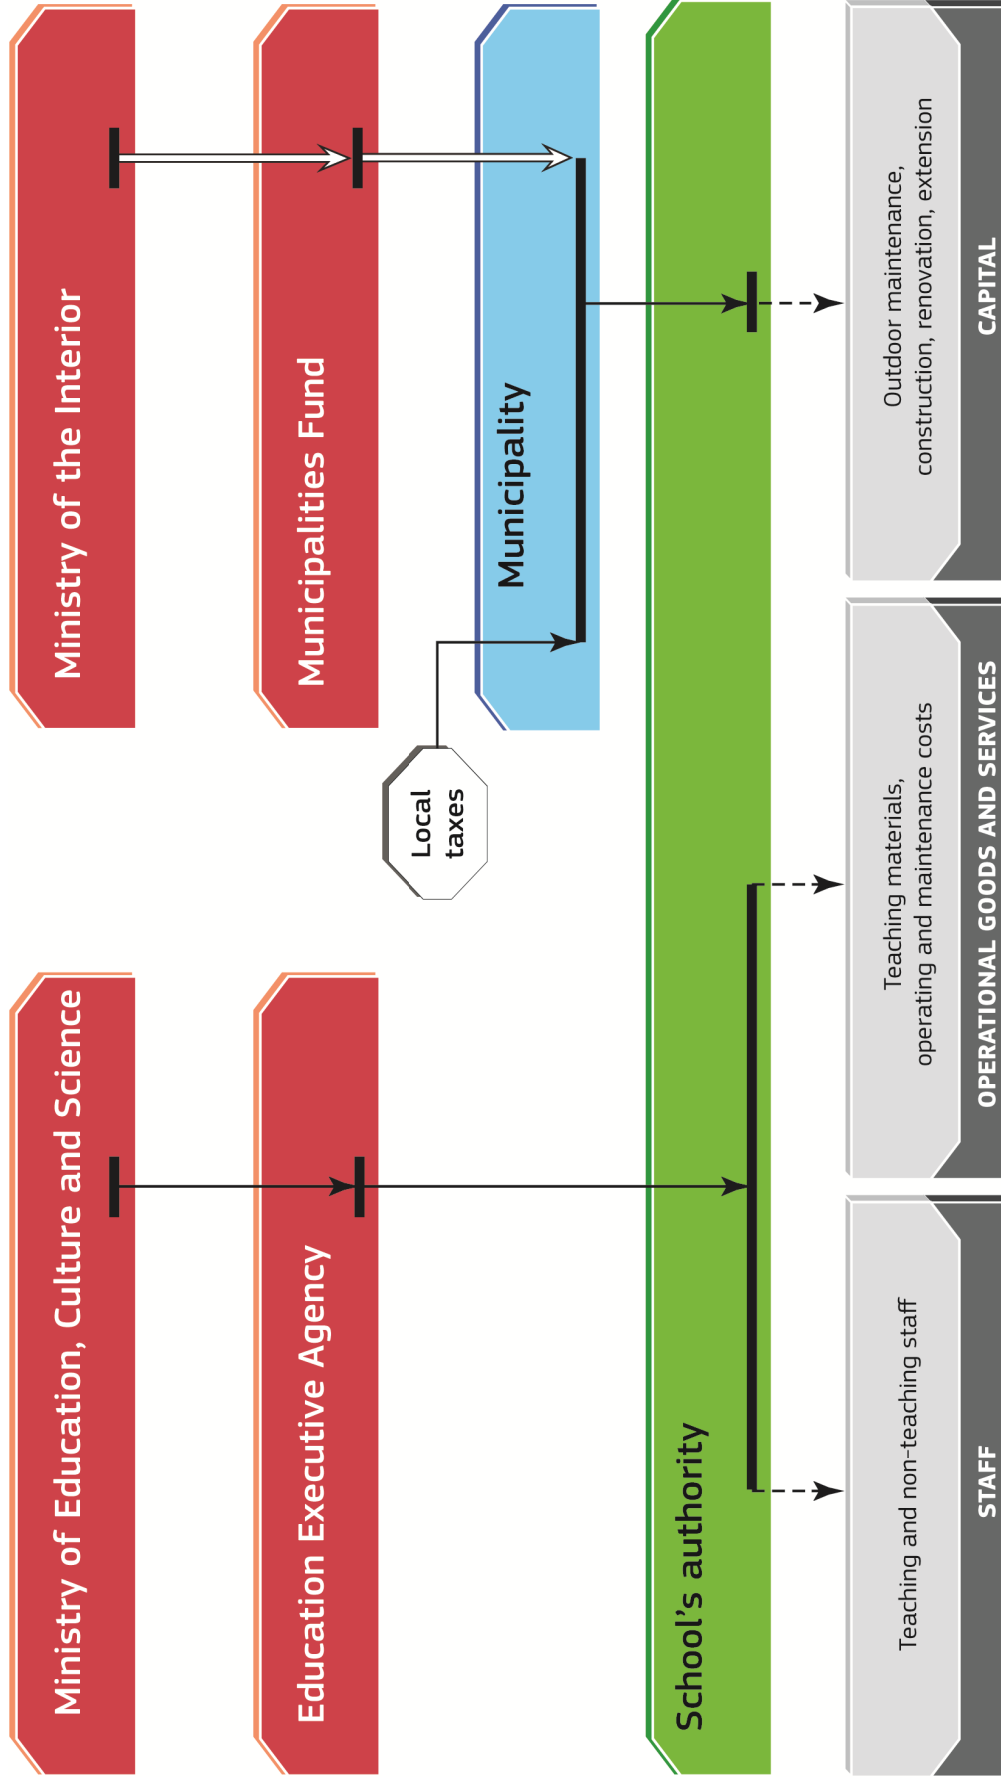 Ministry of Education, Culture and Science
Ministry of the Interior
Education Executive Agency
Municipalities Fund
Local
taxes
Municipality
School’s authority
Teaching and non-teaching staff
STAFF
Teaching materials,
operating and maintenance costs
OPERATIONAL GOODS AND SERVICES
Outdoor maintenance,
construction, renovation, extension
CAPITAL